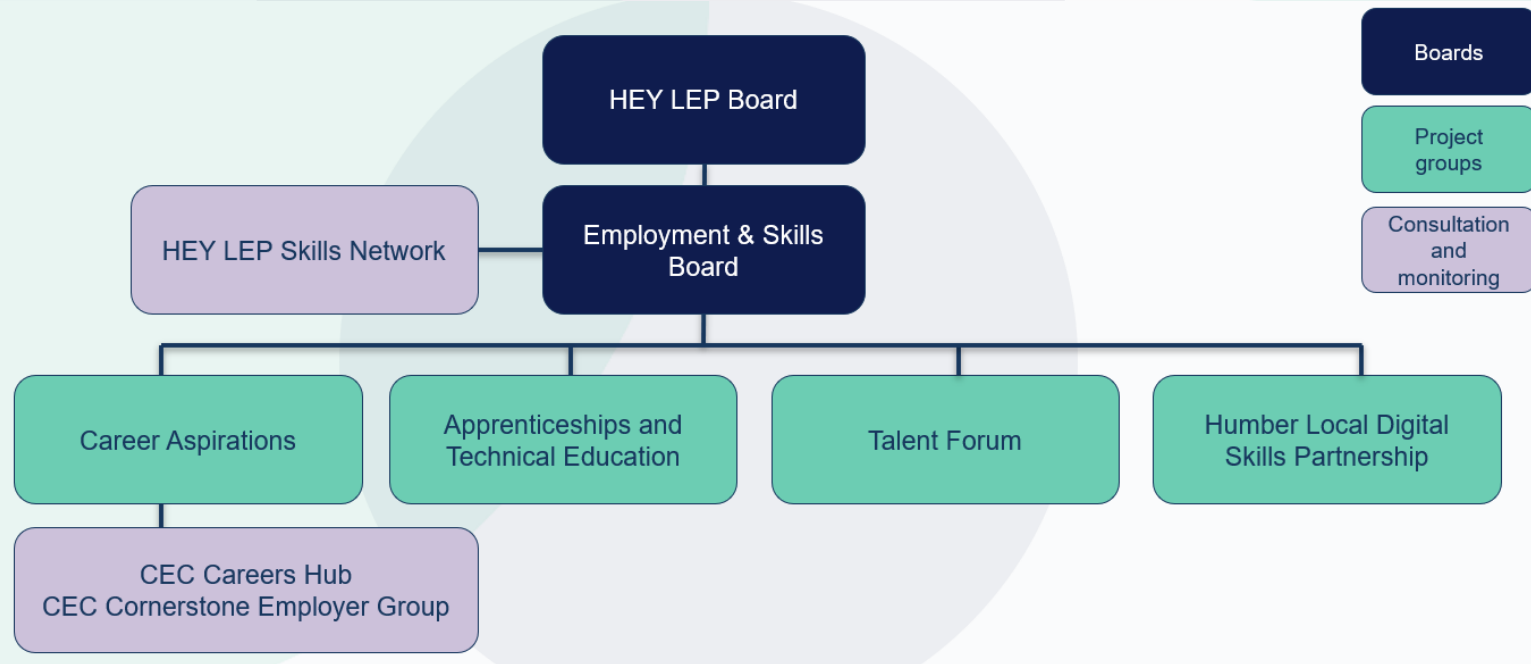 HEY LEP Board
Boards
Project
groups
Consultation
and
monitoring
HEY LEP Skills Network
Employment & Skills
Board
Career Aspirations
Apprenticeships and
Technical Education
Talent Forum
Humber Local Digital
Skills Partnership
CEC Careers Hub
CEC Cornerstone Employer Group